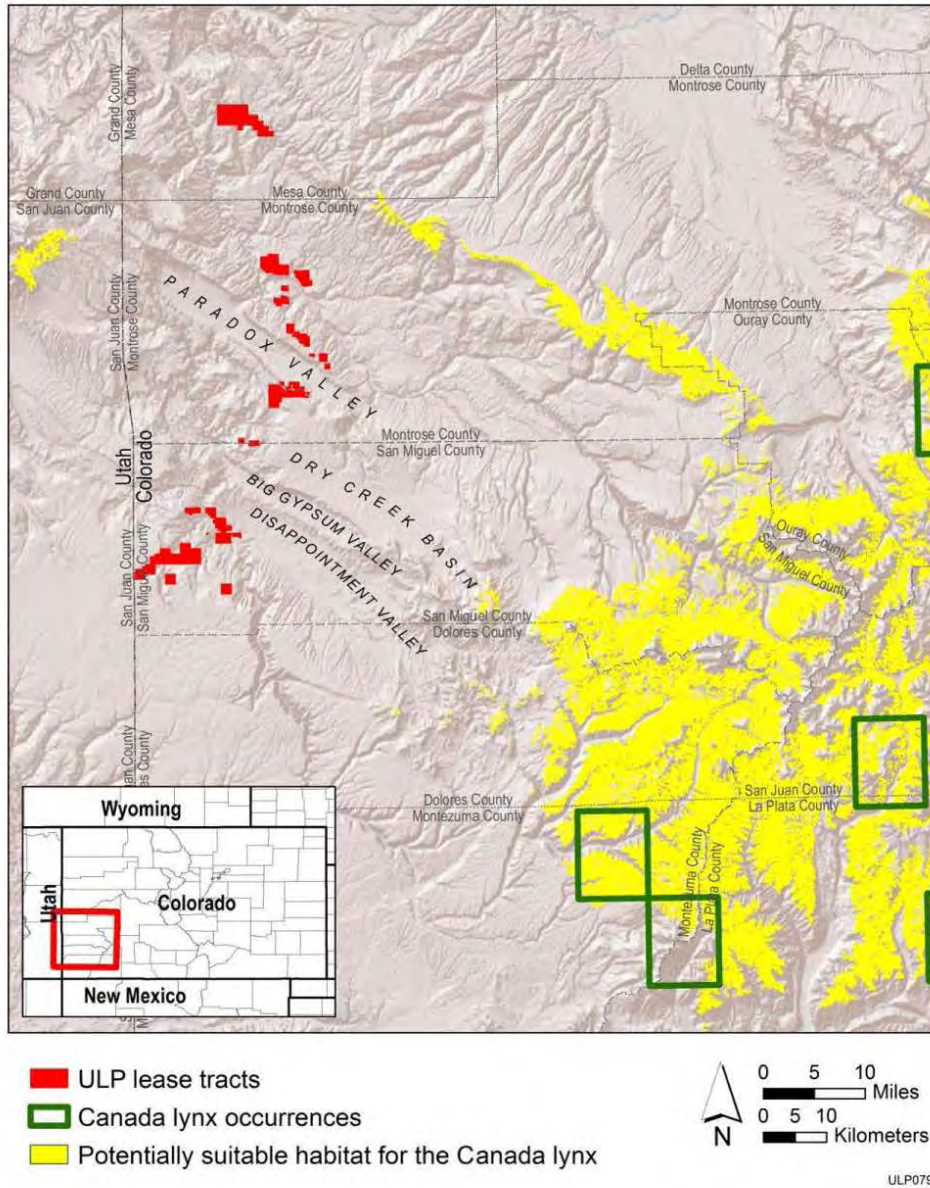 Delta County
Montrose County
Grand County
Mesa County
Grand County
San Juan County
Mesa County
Montrose County
San Juan County
Montrose County
PARADOX VALLEY
Montrose County
Ouray County
Utah
Colorado
Montrose County
San Miguel County
DRY CREEK BASIN
BIG GYPSUM VALLEY
DISAPPOINTMENT VALLEY
Ouray County
San Miguel County
San Juan County
San Miguel County
San Miguel County
Dolores County
San Juan County
La Plata County
Dolores County
Montezuma County
Montezuma County
La Plata County
Wyoming
Utah
Colorado
New Mexico
ULP lease tracts
Canada lynx occurrences
Potentially suitable habitat for the Canada lynx
N
0 5 10
Miles
0 5 10
Kilometers
ULP079